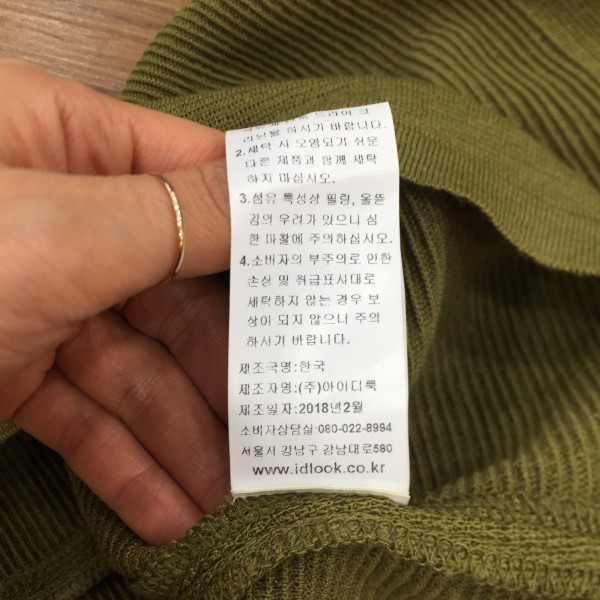 드라이 크
리닝을 하시기 바랍니다.
2.세탁 시 오염되기 쉬운
다른 제품과 함께 세탁
하지 마십시오.
3.섬유 특성상 필링, 올뜯
김의 우려가 있으니 심
한 마찰에 주의하십시오.
4.소비자의 부주의로 인한
손상 및 취급표시대로
세탁하지 않는 경우 보
상이 되지 않으니 주의
하시기 바랍니다.
제조국명:한국
제조자명:(주)아이디룩
제조일자:2018년2월
소비자상담실:080-022-8994
서울서 강남구 강남대로580
www.idlook.co.kr